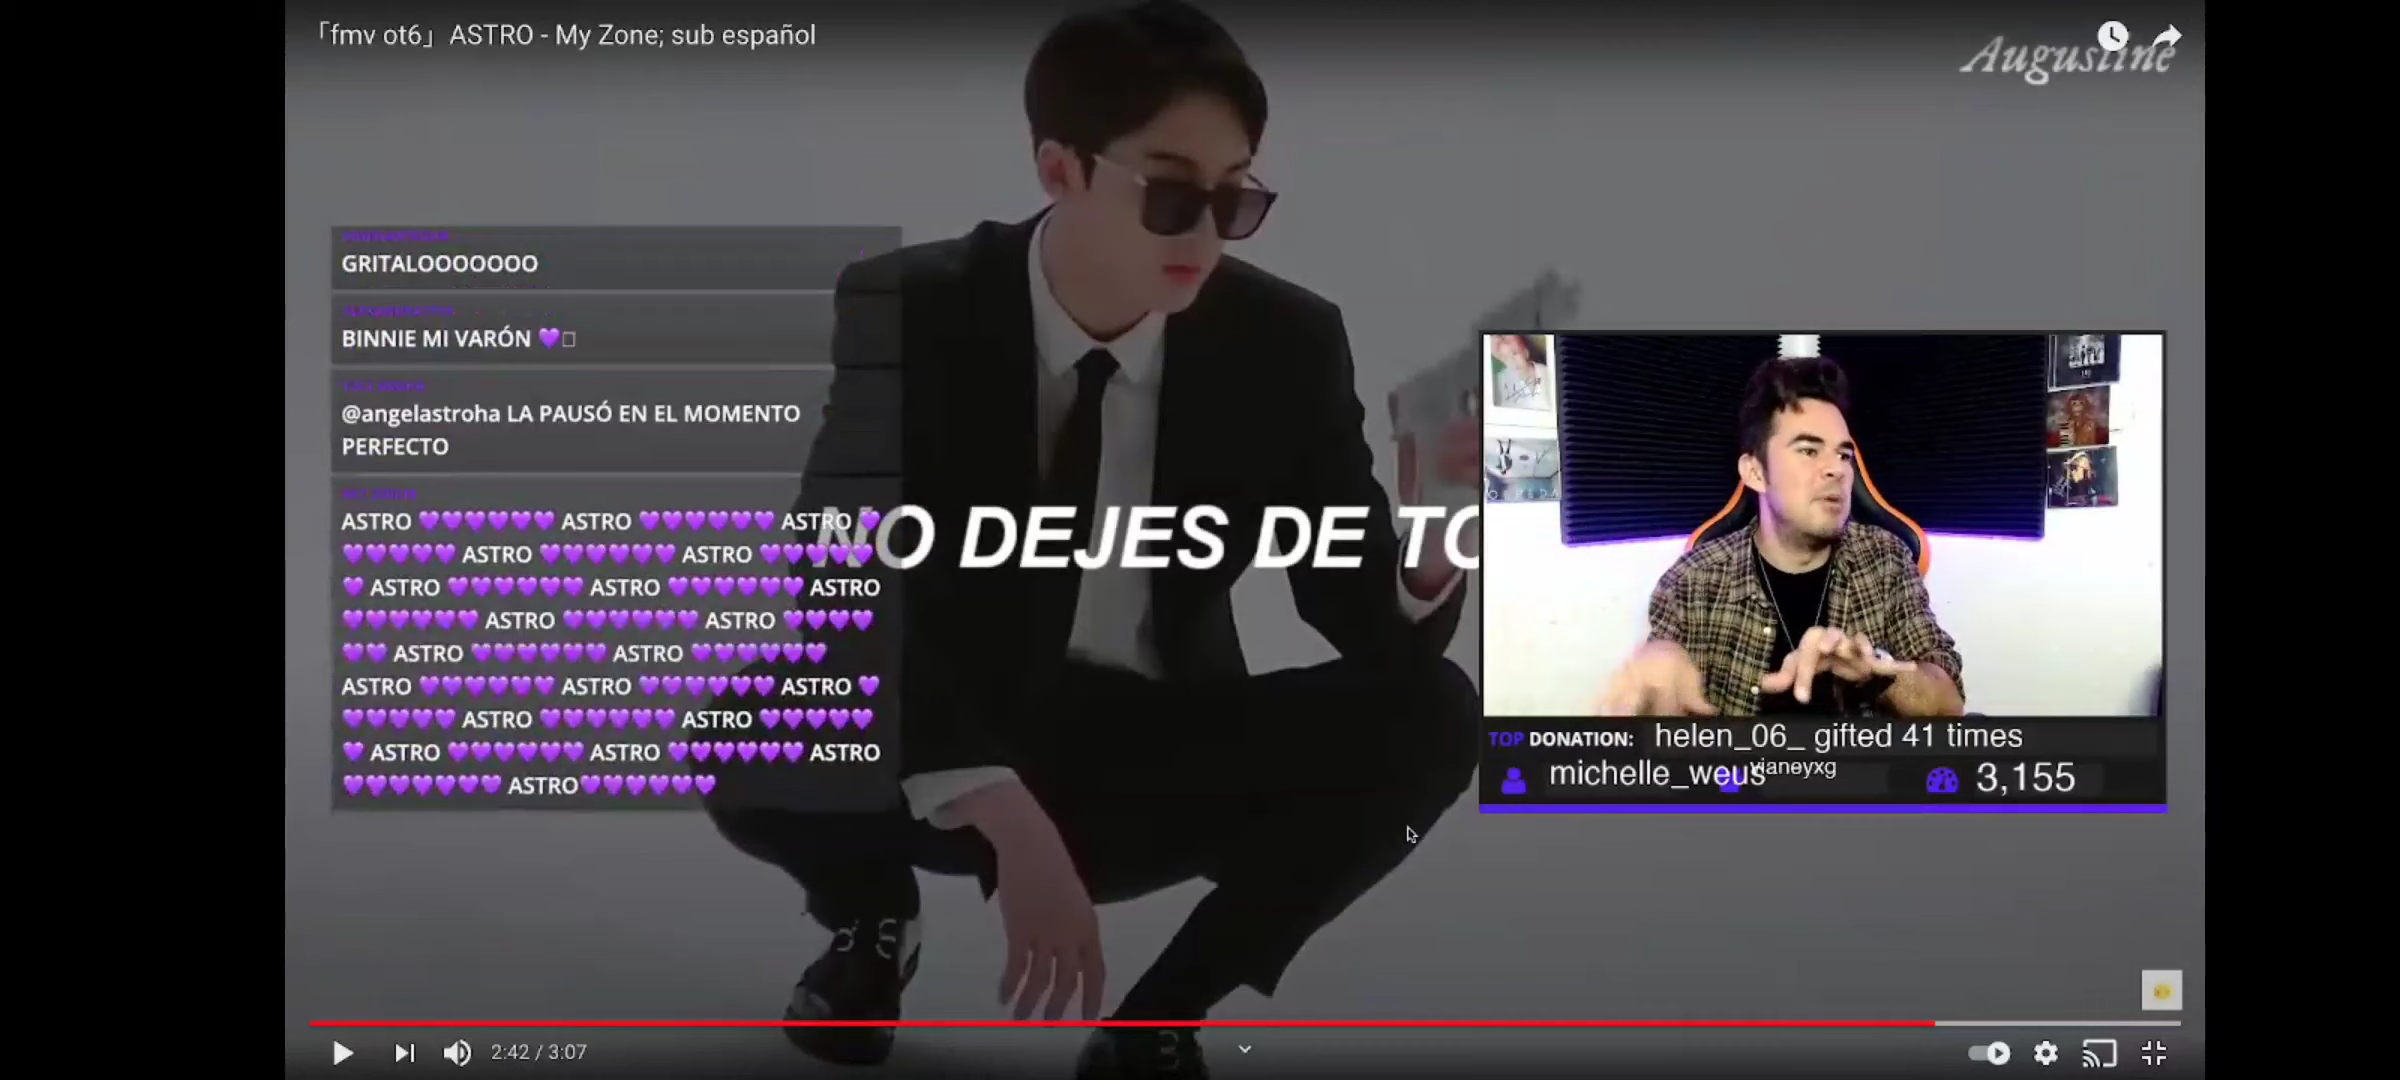 「fmv ot6」ASTRO - My Zone; sub español
Augustine
GRITALOOOOOOO
BINNIE MI VARÓN 💜□
@angelastroha LA PAUSÓ EN EL MOMENTO
PERFECTO
ASTRO 💜💜💜💜💜💜 ASTRO 💜💜💜💜💜💜 ASTRO 💜
💜💜💜💜💜 ASTRO 💜💜💜💜💜💜 ASTRO 💜💜💜💜💜
💜 ASTRO 💜💜💜💜💜💜 ASTRO 💜💜💜💜💜💜 ASTRO
💜💜💜💜💜💜 ASTRO 💜💜💜💜💜💜 ASTRO 💜💜💜💜
💜💜 ASTRO 💜💜💜💜💜💜 ASTRO 💜💜💜💜💜💜
ASTRO 💜💜💜💜💜💜 ASTRO 💜💜💜💜💜💜 ASTRO 💜
💜💜💜💜💜 ASTRO 💜💜💜💜💜💜 ASTRO 💜💜💜💜💜
💜 ASTRO 💜💜💜💜💜💜 ASTRO 💜💜💜💜💜💜 ASTRO
💜💜💜💜💜💜💜 ASTRO💜💜💜💜💜💜
NO DEJES DE TO
TOP DONATION: helen_06_ gifted 41 times
michelle_weus vianeyxg 3,155
2:42 / 3:07